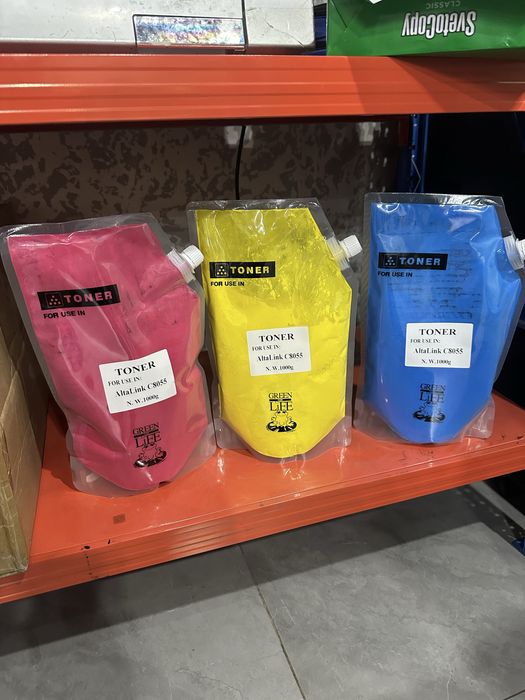 SvetoCopy
CLASSIC
TONER
FOR USE IN
TONER
FOR USE IN:
AltaLink C8055
N. W.1000g
GREEN
LiFE
TONER
FOR USE IN
TONER
FOR USE IN:
AltaLink C8055
N. W.1000g
GREEN
LiFE
TONER
FOR USE IN
TONER
FOR USE IN:
AltaLink C8055
N. W.1000g
GREEN
LiFE